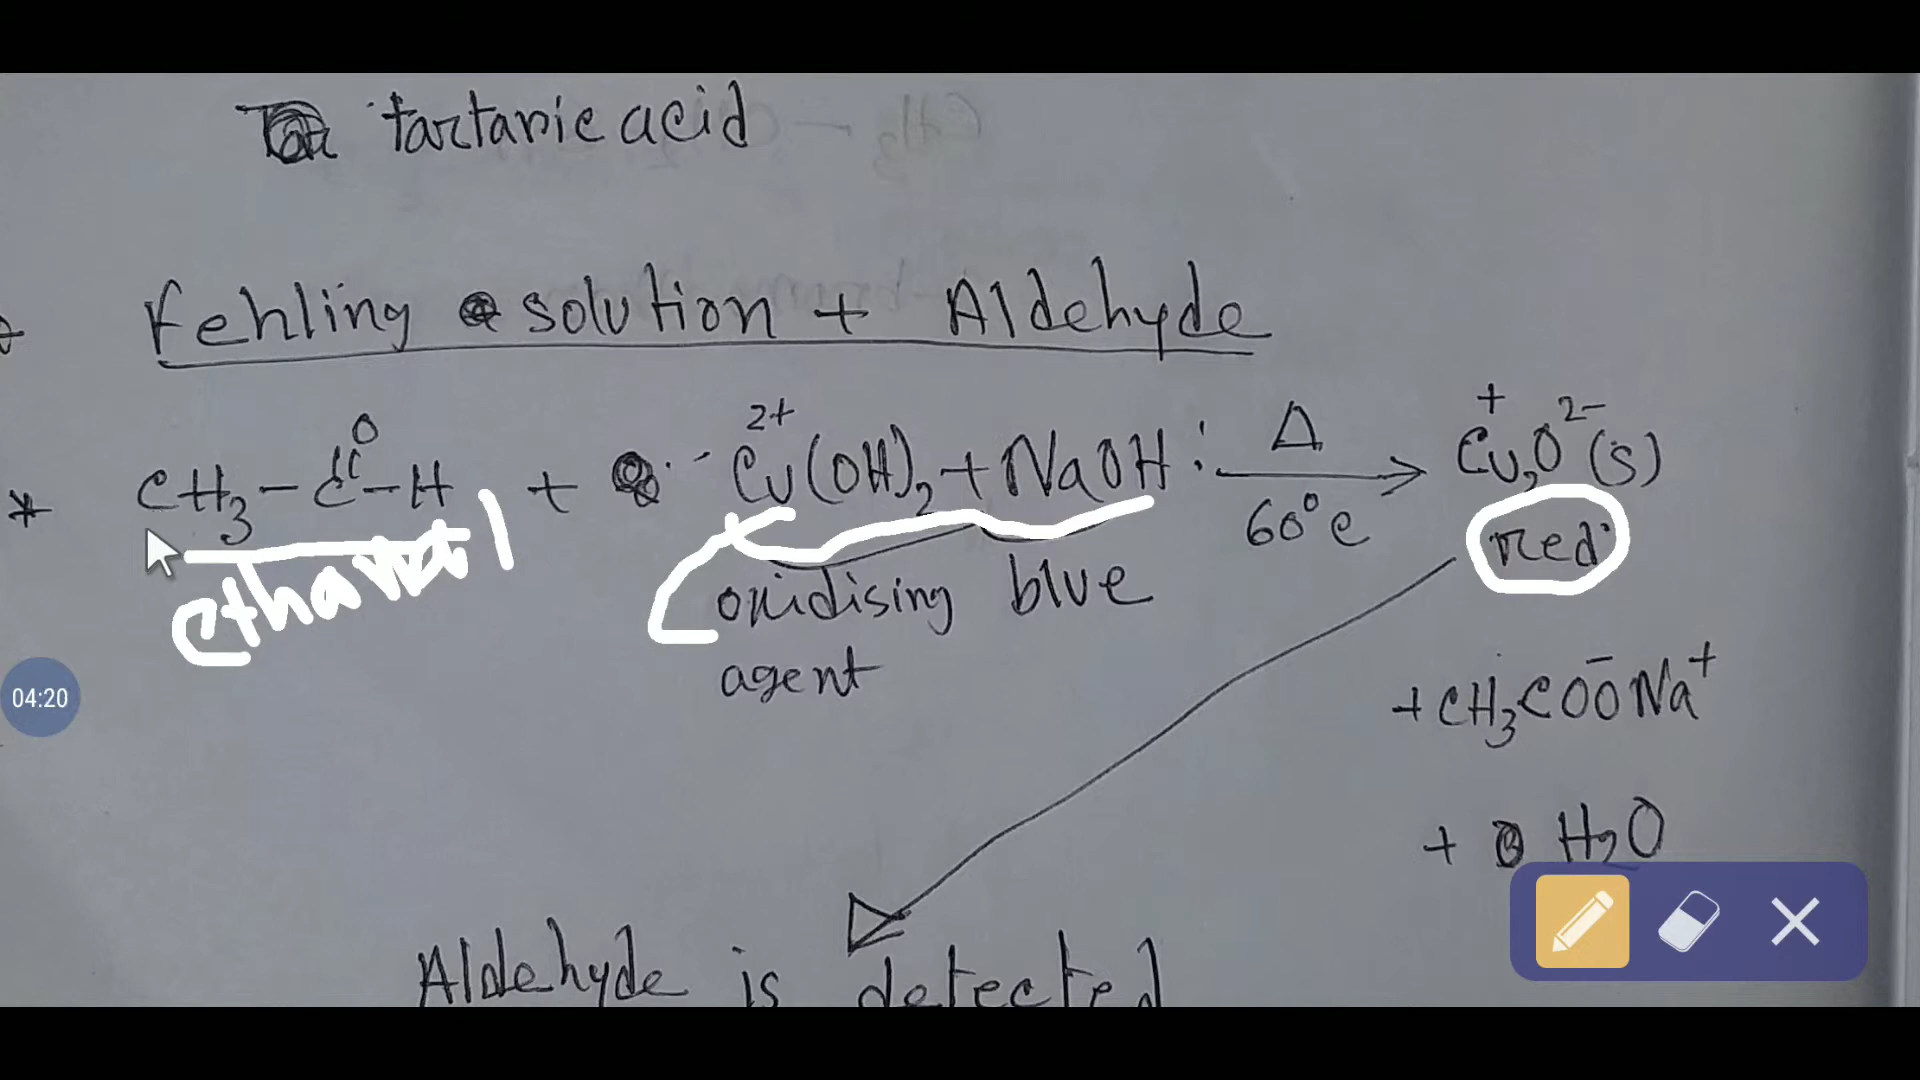 tartaric acid
Fehling solution + Aldehyde
* CH₃-C-H + Cu(OH)₂+NaOH : Δ Cu₂O(s)
O 2+ + 2-
60°c red
ethanal
oxidising blue
agent
+CH₃COO⁻Na⁺
+ H₂O
04:20
Aldehyde is detected